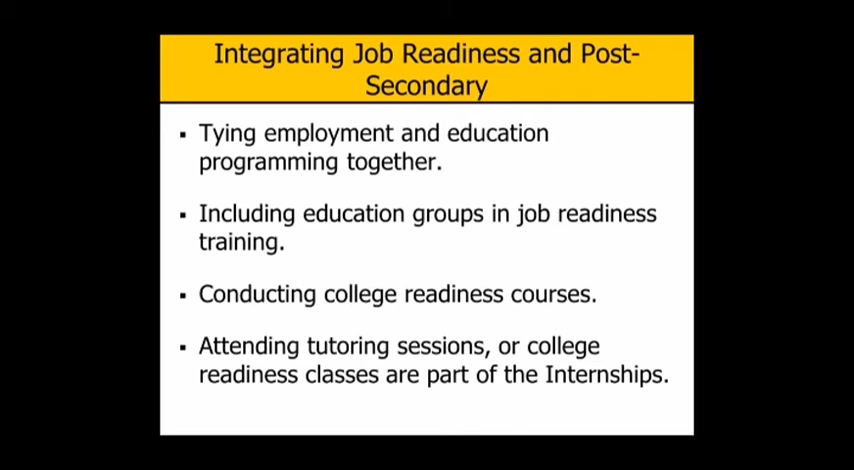 Integrating Job Readiness and Post-
Secondary
▪ Tying employment and education
programming together.
▪ Including education groups in job readiness
training.
▪ Conducting college readiness courses.
▪ Attending tutoring sessions, or college
readiness classes are part of the Internships.